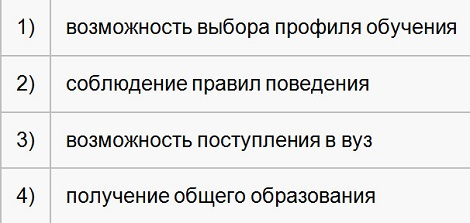 1) возможность выбора профиля обучения
2) соблюдение правил поведения
3) возможность поступления в вуз
4) получение общего образования